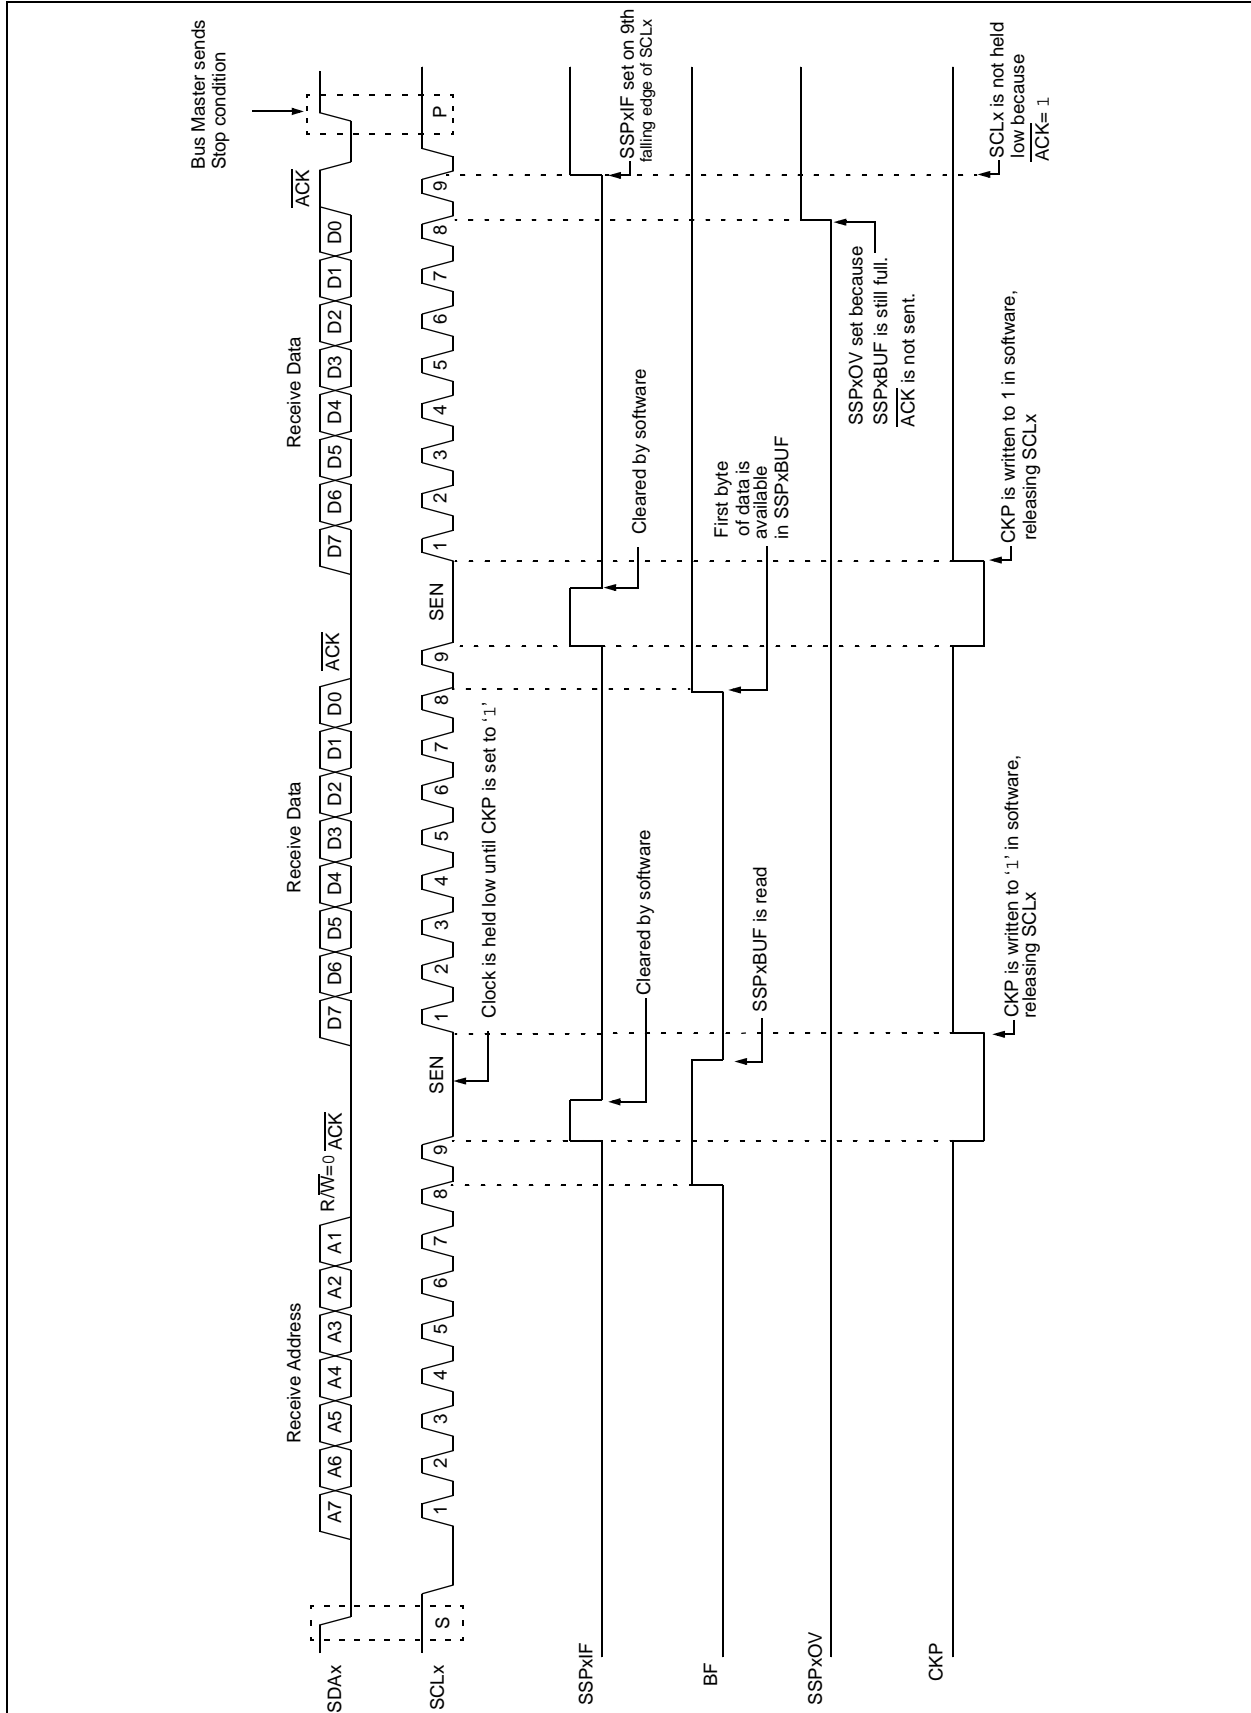 Bus Master sends
Stop condition
Receive Address
Receive Data
Receive Data
SDAx
A7 A6 A5 A4 A3 A2 A1 R/W=0 ACK
D7 D6 D5 D4 D3 D2 D1 D0 ACK
D7 D6 D5 D4 D3 D2 D1 D0 ACK
SCLx
S 1 2 3 4 5 6 7 8 9 SEN 1 2 3 4 5 6 7 8 9 SEN 1 2 3 4 5 6 7 8 9 P
Clock is held low until CKP is set to ‘1’
SSPxIF
Cleared by software
Cleared by software
SSPxIF set on 9th
falling edge of SCLx
BF
SSPxBUF is read
First byte
of data is
available
in SSPxBUF
SSPxOV
SSPxOV set because
SSPxBUF is still full.
ACK is not sent.
CKP
CKP is written to ‘1’ in software,
releasing SCLx
CKP is written to 1 in software,
releasing SCLx
SCLx is not held
low because
ACK= 1